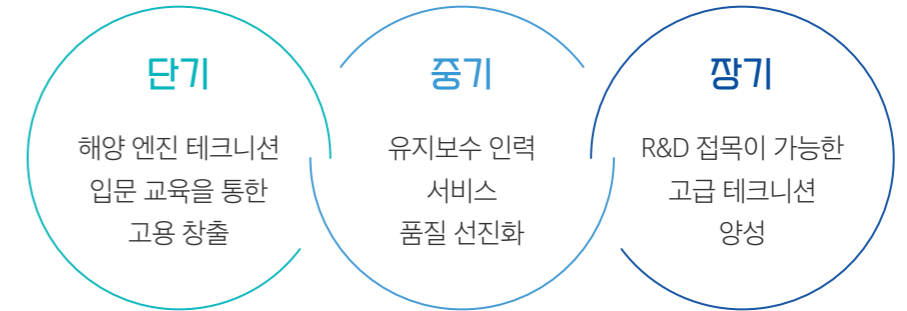 단기
해양 엔진 테크니션
입문 교육을 통한
고용 창출
중기
유지보수 인력
서비스
품질 선진화
장기
R&D 접목이 가능한
고급 테크니션
양성